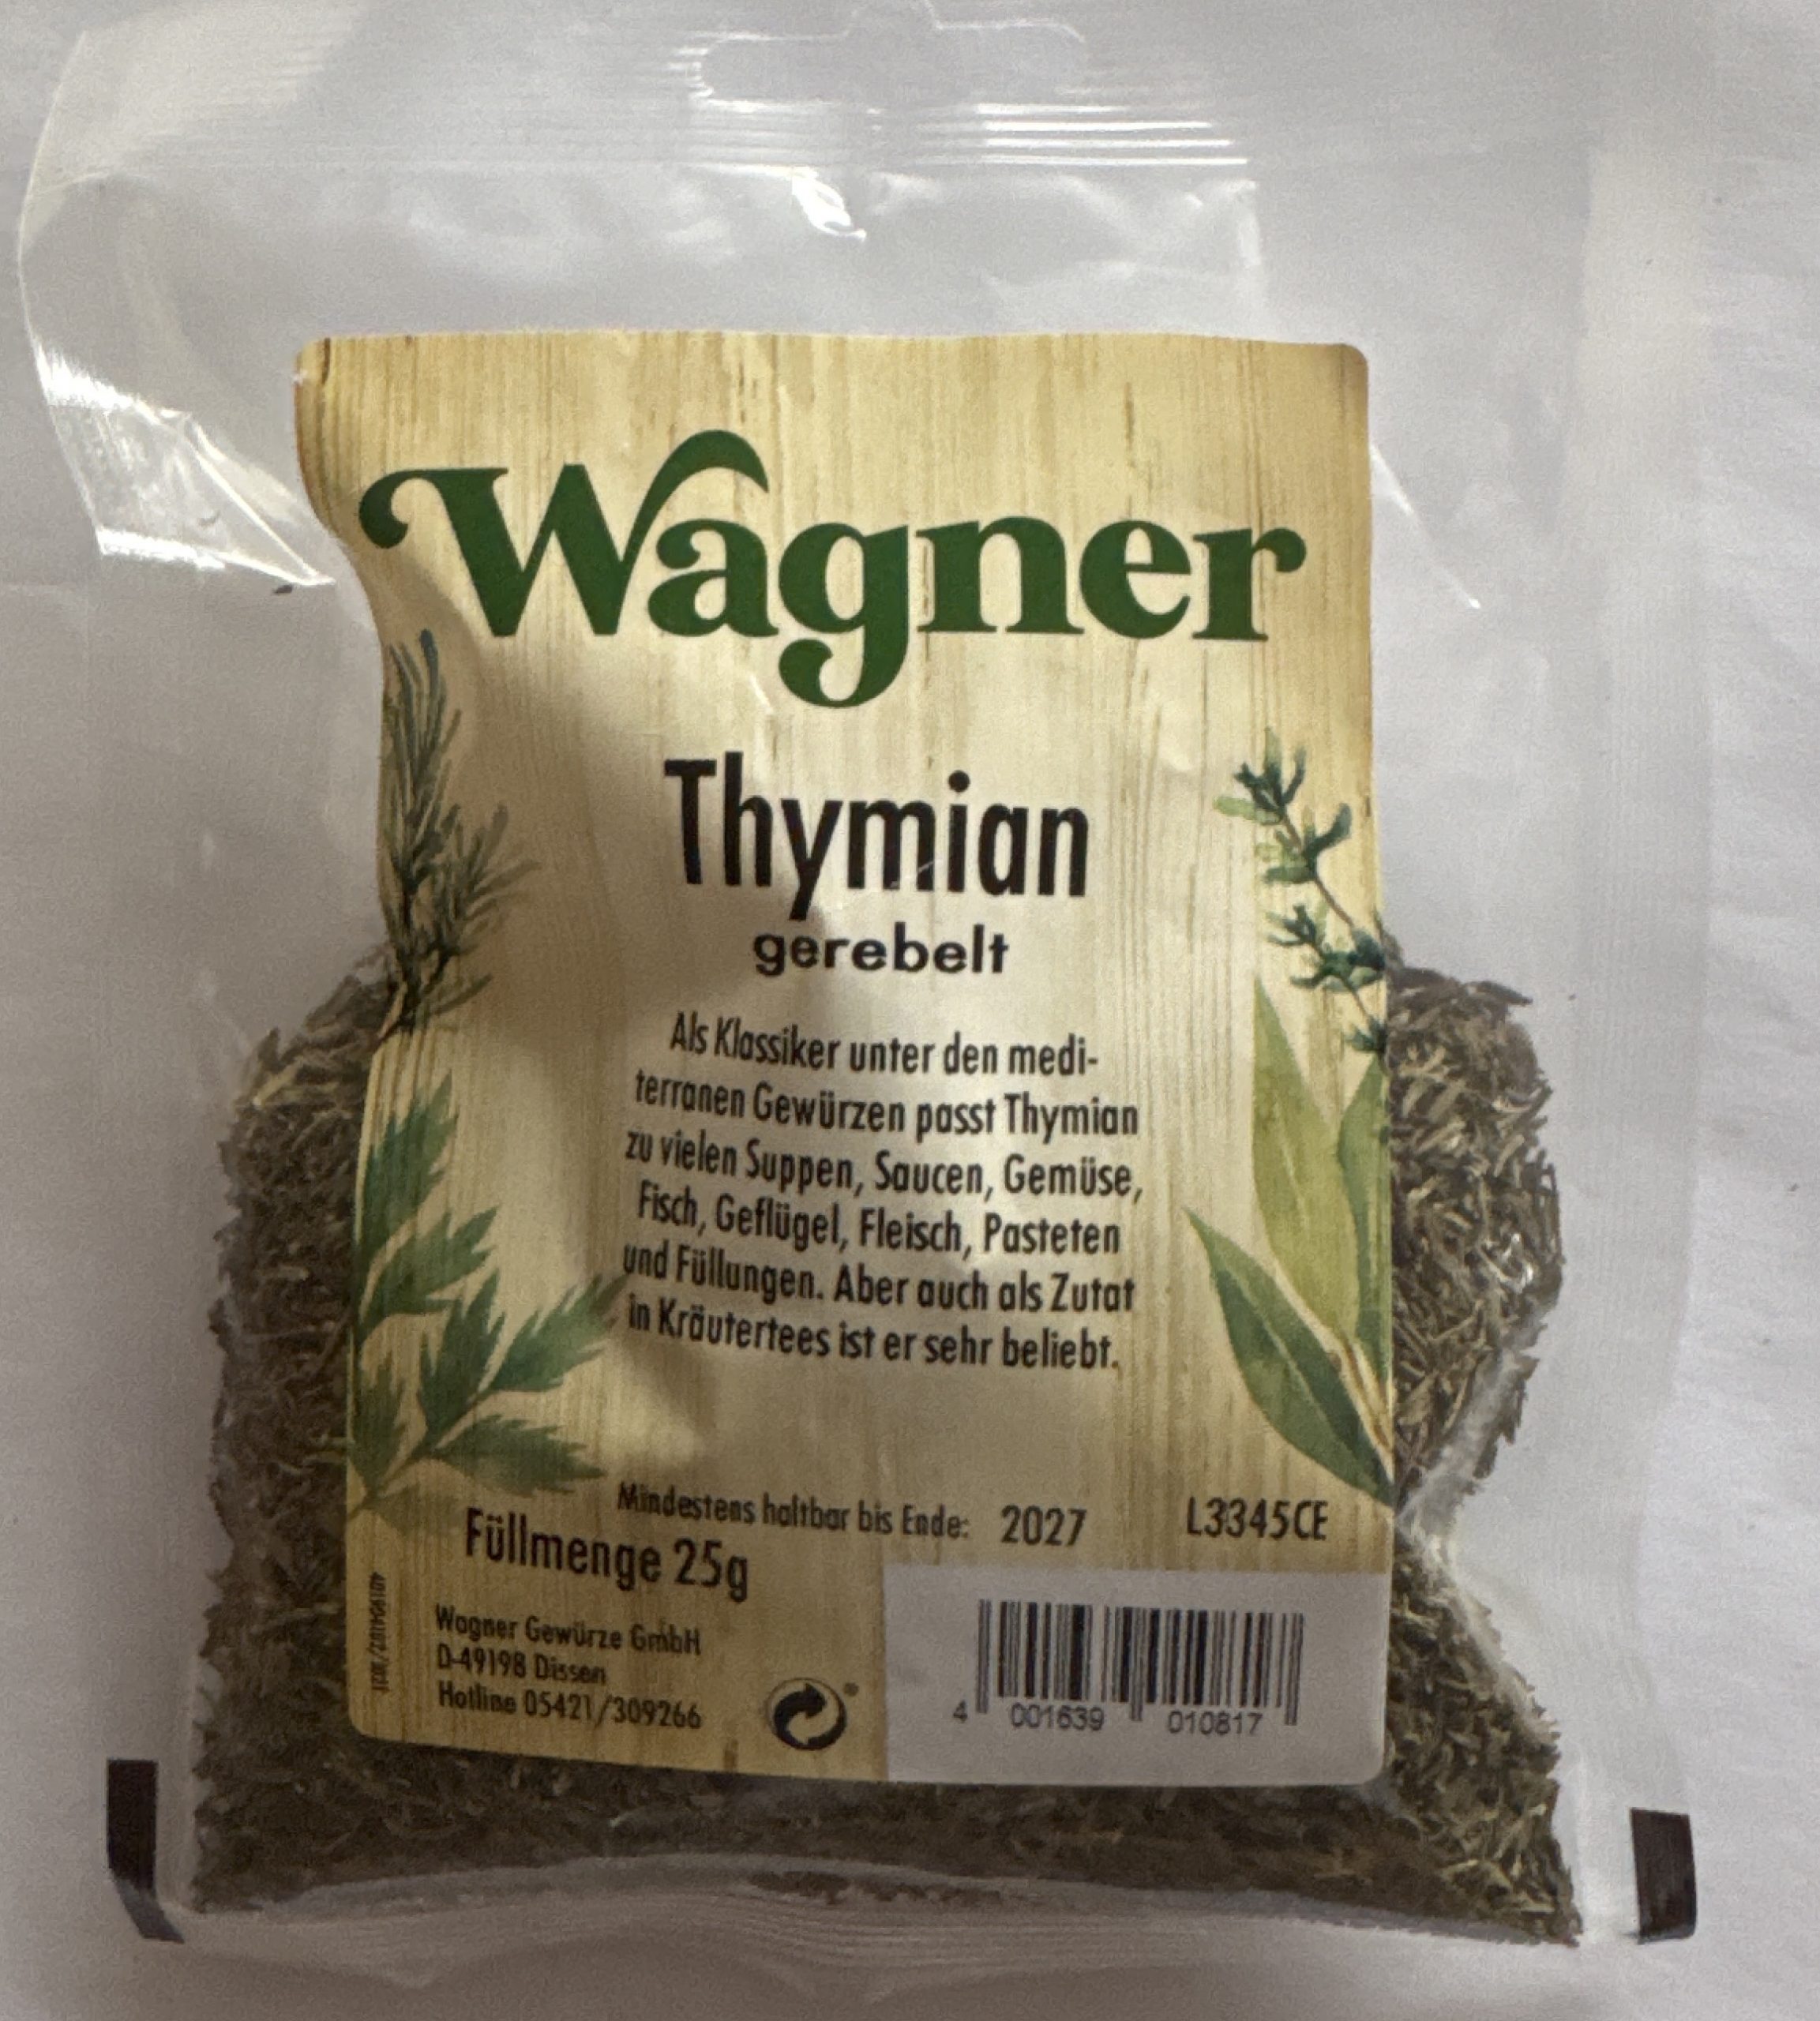 Wagner
Thymian
gerebelt
Als Klassiker unter den medi-
terranen Gewürzen passt Thymian
zu vielen Suppen, Saucen, Gemüse,
Fisch, Geflügel, Fleisch, Pasteten
und Füllungen. Aber auch als Zutat
in Kräutertees ist er sehr beliebt.
Mindestens haltbar bis Ende: 2027 L3345CE
Füllmenge 25g
Wagner Gewürze GmbH
D-49198 Dissen
Hotline 05421/309266
4 001639 010817